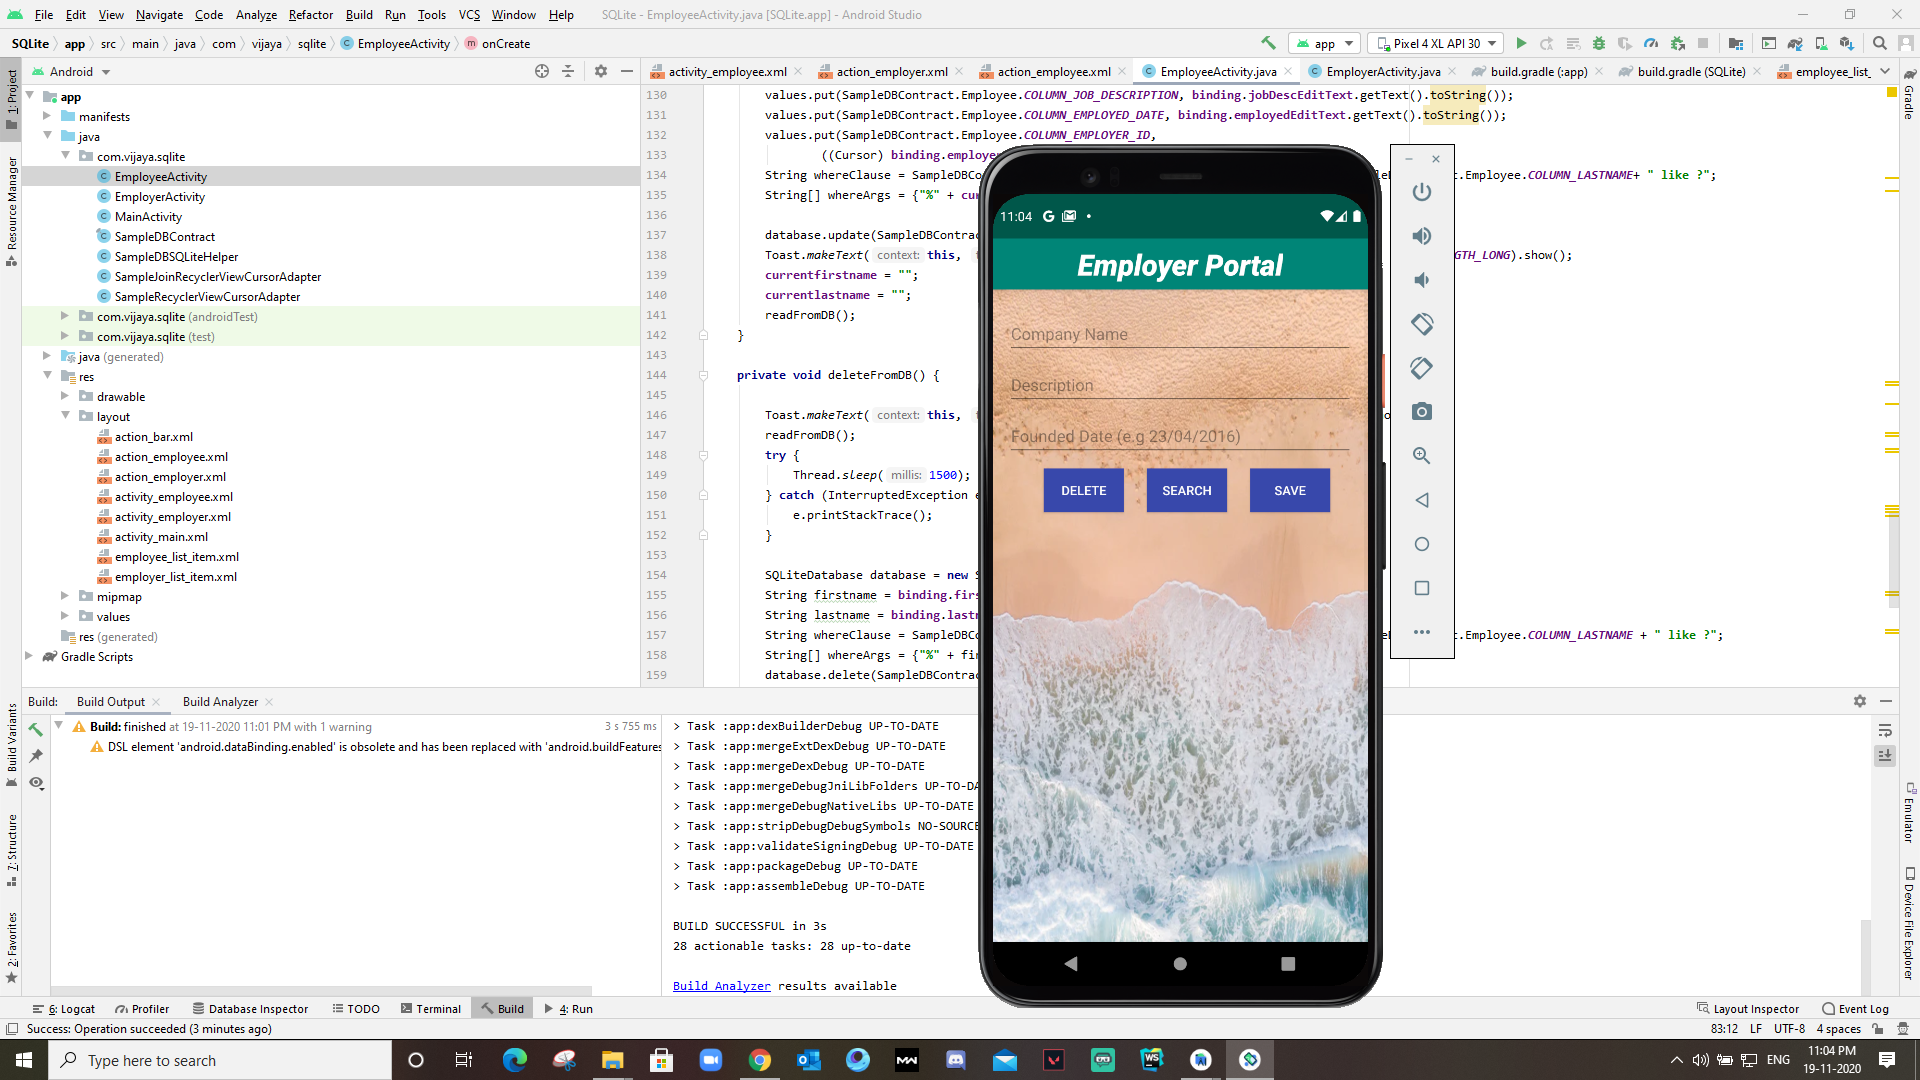 File Edit View Navigate Code Analyze Refactor Build Run Tools VCS Window Help SQLite - EmployeeActivity.java [SQLite.app] - Android Studio
SQLite app src main java com vijaya sqlite EmployeeActivity onCreate app Pixel 4 XL API 30
Android
activity_employee.xml action_employer.xml action_employee.xml EmployeeActivity.java EmployerActivity.java build.gradle (:app) build.gradle (SQLite) employee_list_
1: Project
Resource Manager
Build Variants
7: Structure
2: Favorites
app
manifests
java
com.vijaya.sqlite
EmployeeActivity
EmployerActivity
MainActivity
SampleDBContract
SampleDBSQLiteHelper
SampleJoinRecyclerViewCursorAdapter
SampleRecyclerViewCursorAdapter
com.vijaya.sqlite (androidTest)
com.vijaya.sqlite (test)
java (generated)
res
drawable
layout
action_bar.xml
action_employee.xml
action_employer.xml
activity_employee.xml
activity_employer.xml
activity_main.xml
employee_list_item.xml
employer_list_item.xml
mipmap
values
res (generated)
Gradle Scripts
130 values.put(SampleDBContract.Employee.COLUMN_JOB_DESCRIPTION, binding.jobDescEditText.getText().toString());
131 values.put(SampleDBContract.Employee.COLUMN_EMPLOYED_DATE, binding.employedEditText.getText().toString());
132 values.put(SampleDBContract.Employee.COLUMN_EMPLOYER_ID,
133 ((Cursor) binding.employer
134 String whereClause = SampleDBCo t.Employee.COLUMN_LASTNAME+ " like ?";
135 String[] whereArgs = {"%" + cur
136
137 database.update(SampleDBContrac
138 Toast.makeText( context: this, GTH_LONG).show();
139 currentfirstname = "";
140 currentlastname = "";
141 readFromDB();
142 }
143
144 private void deleteFromDB() {
145
146 Toast.makeText( context: this,
147 readFromDB();
148 try {
149 Thread.sleep( millis: 1500);
150 } catch (InterruptedException e
151 e.printStackTrace();
152 }
153
154 SQLiteDatabase database = new S
155 String firstname = binding.firs
156 String lastname = binding.lastn
157 String whereClause = SampleDBCo t.Employee.COLUMN_LASTNAME + " like ?";
158 String[] whereArgs = {"%" + fir
159 database.delete(SampleDBContrac
11:04 G
Employer Portal
Company Name
Description
Founded Date (e.g 23/04/2016)
DELETE SEARCH SAVE
Gradle
Emulator
Device File Explorer
Build: Build Output Build Analyzer
Build: finished at 19-11-2020 11:01 PM with 1 warning 3 s 755 ms
DSL element 'android.dataBinding.enabled' is obsolete and has been replaced with 'android.buildFeatures
> Task :app:dexBuilderDebug UP-TO-DATE
> Task :app:mergeExtDexDebug UP-TO-DATE
> Task :app:mergeDexDebug UP-TO-DATE
> Task :app:mergeDebugJniLibFolders UP-TO-DA
> Task :app:mergeDebugNativeLibs UP-TO-DATE
> Task :app:stripDebugDebugSymbols NO-SOURCE
> Task :app:validateSigningDebug UP-TO-DATE
> Task :app:packageDebug UP-TO-DATE
> Task :app:assembleDebug UP-TO-DATE
BUILD SUCCESSFUL in 3s
28 actionable tasks: 28 up-to-date
Build Analyzer results available
6: Logcat Profiler Database Inspector TODO Terminal Build 4: Run Layout Inspector Event Log
Success: Operation succeeded (3 minutes ago) 83:12 LF UTF-8 4 spaces
Type here to search
WS
ENG
11:04 PM
19-11-2020